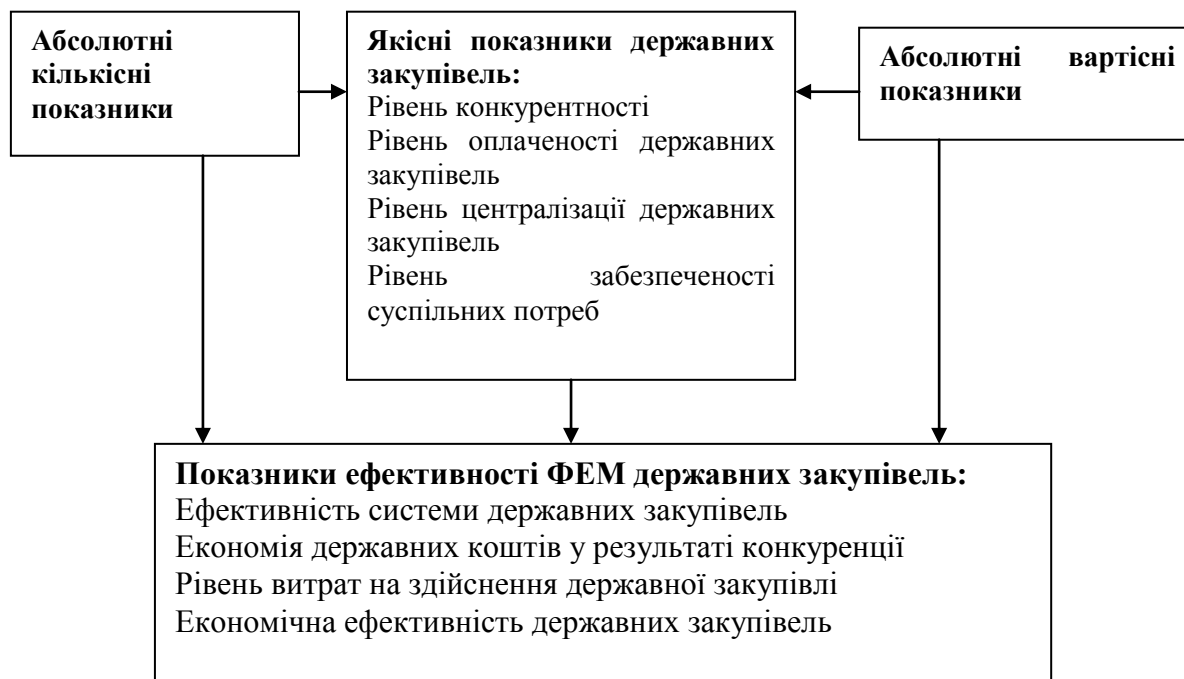 Абсолютні
кількісні
показники
Якісні показники державних
закупівель:
Рівень конкурентності
Рівень оплаченості державних
закупівель
Рівень централізації державних
закупівель
Рівень забезпеченості
суспільних потреб
Абсолютні вартісні
показники
Показники ефективності ФЕМ державних закупівель:
Ефективність системи державних закупівель
Економія державних коштів у результаті конкуренції
Рівень витрат на здійснення державної закупівлі
Економічна ефективність державних закупівель